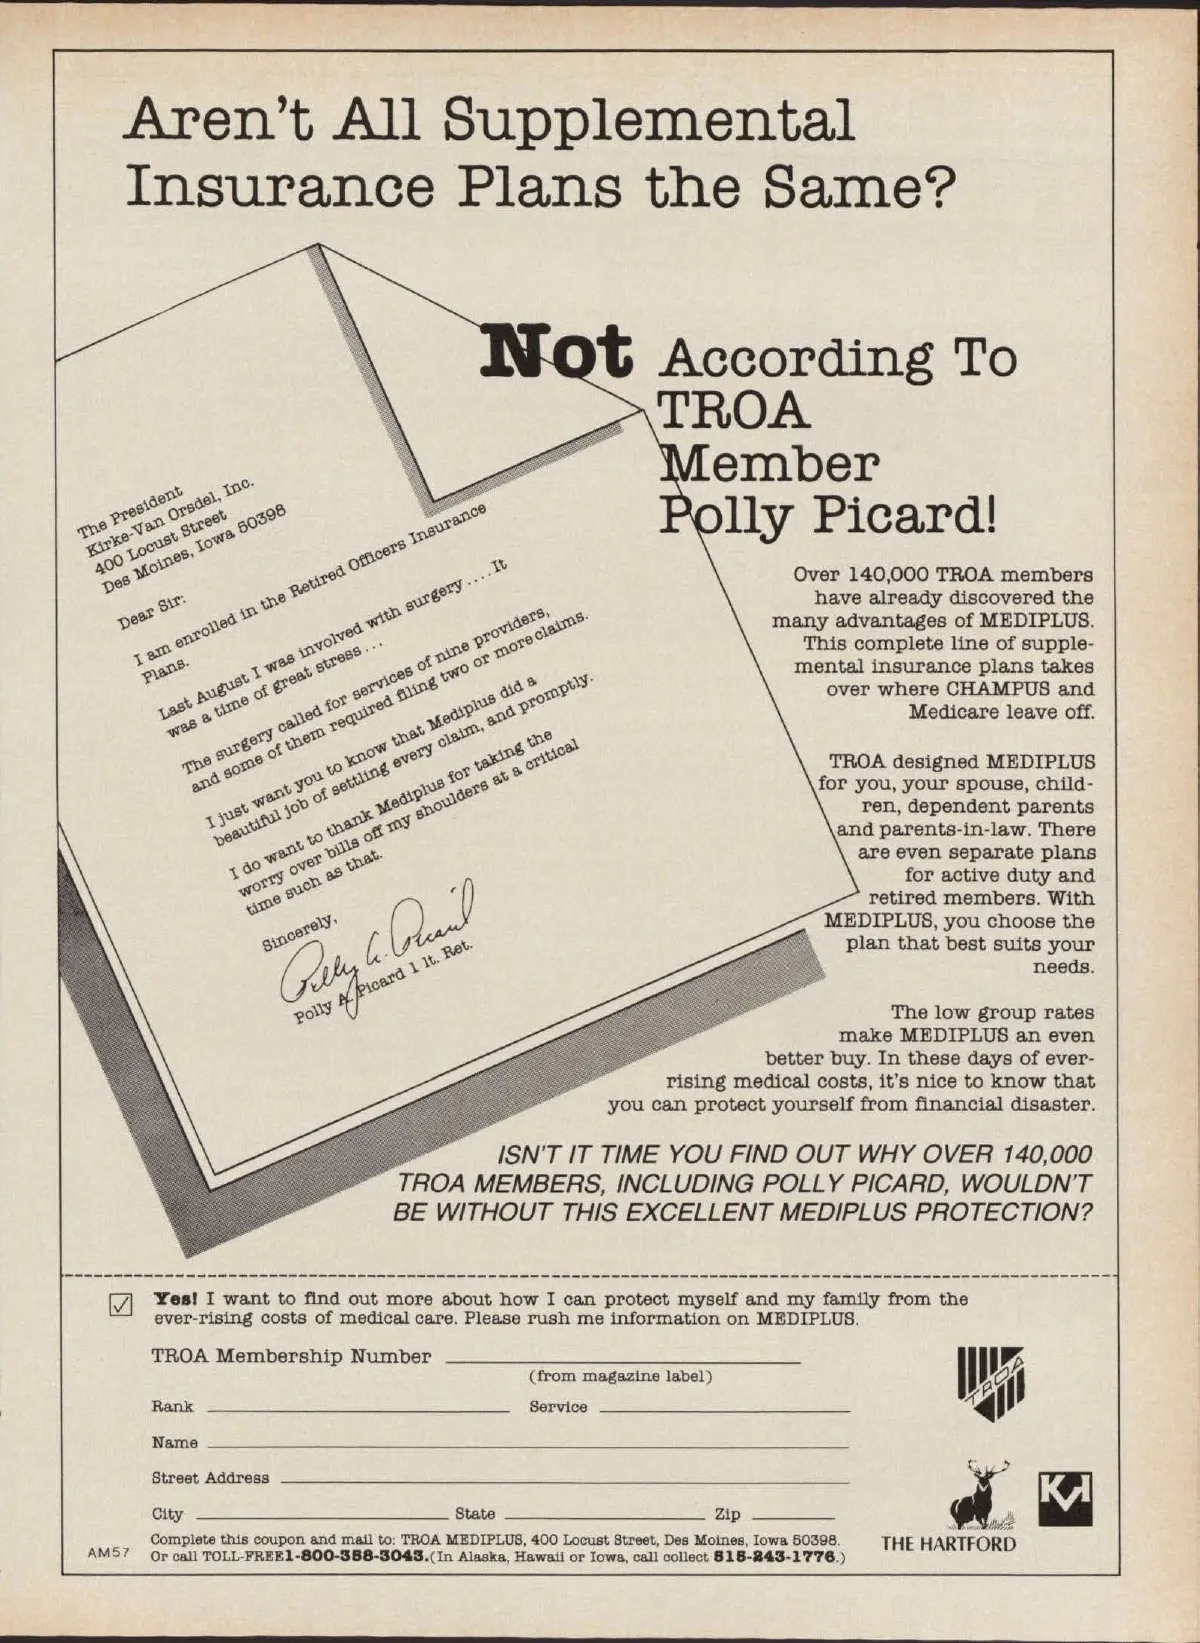 Aren't All Supplemental
Insurance Plans the Same?
Not According To
TROA
Member
Polly Picard!
The President
Kirke-Van Orsdel, Inc.
400 Locust Street
Des Moines, Iowa 50398
Dear Sir:
I am enrolled in the Retired Officers Insurance
Plans.
Last August I was involved with surgery....It
was a time of great stress...
The surgery called for services of nine providers,
and some of them required filing two or more claims.
I just want you to know that Mediplus did a
beautiful job of settling every claim, and promptly.
I do want to thank Mediplus for taking the
worry over bills off my shoulders at a critical
time such as that.
Sincerely,
Polly A. Picard
Polly A. Picard 1 lt. Ret.
Over 140,000 TROA members
have already discovered the
many advantages of MEDIPLUS.
This complete line of supple-
mental insurance plans takes
over where CHAMPUS and
Medicare leave off.
TROA designed MEDIPLUS
for you, your spouse, child-
ren, dependent parents
and parents-in-law. There
are even separate plans
for active duty and
retired members. With
MEDIPLUS, you choose the
plan that best suits your
needs.
The low group rates
make MEDIPLUS an even
better buy. In these days of ever-
rising medical costs, it's nice to know that
you can protect yourself from financial disaster.
ISN'T IT TIME YOU FIND OUT WHY OVER 140,000
TROA MEMBERS, INCLUDING POLLY PICARD, WOULDN'T
BE WITHOUT THIS EXCELLENT MEDIPLUS PROTECTION?
Yes! I want to find out more about how I can protect myself and my family from the
ever-rising costs of medical care. Please rush me information on MEDIPLUS.
TROA Membership Number
(from magazine label)
Rank Service
Name
Street Address
City State Zip
Complete this coupon and mail to: TROA MEDIPLUS, 400 Locust Street, Des Moines, Iowa 50398.
AM57 Or call TOLL-FREE1-800-358-3043.(In Alaska, Hawaii or Iowa, call collect 515-243-1776.)
TROA
THE HARTFORD
KVI